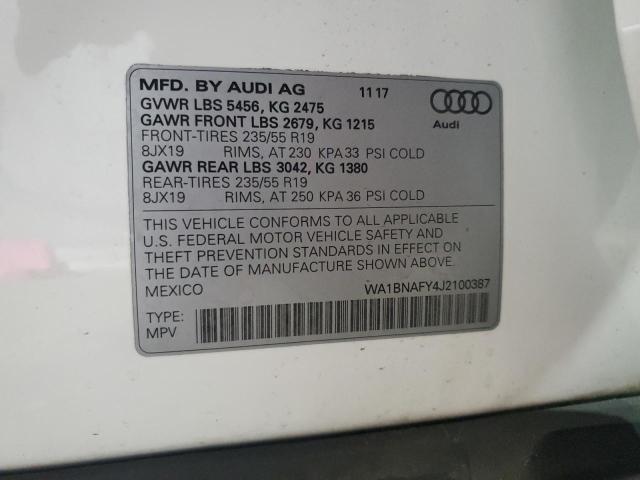 MFD. BY AUDI AG 11 17
GVWR LBS 5456, KG 2475
GAWR FRONT LBS 2679, KG 1215
FRONT-TIRES 235/55 R19
8JX19 RIMS, AT 230 KPA 33 PSI COLD
GAWR REAR LBS 3042, KG 1380
REAR-TIRES 235/55 R19
8JX19 RIMS, AT 250 KPA 36 PSI COLD
Audi
THIS VEHICLE CONFORMS TO ALL APPLICABLE
U.S. FEDERAL MOTOR VEHICLE SAFETY AND
THEFT PREVENTION STANDARDS IN EFFECT ON
THE DATE OF MANUFACTURE SHOWN ABOVE.
MEXICO WA1BNAFY4J2100387
TYPE:
MPV